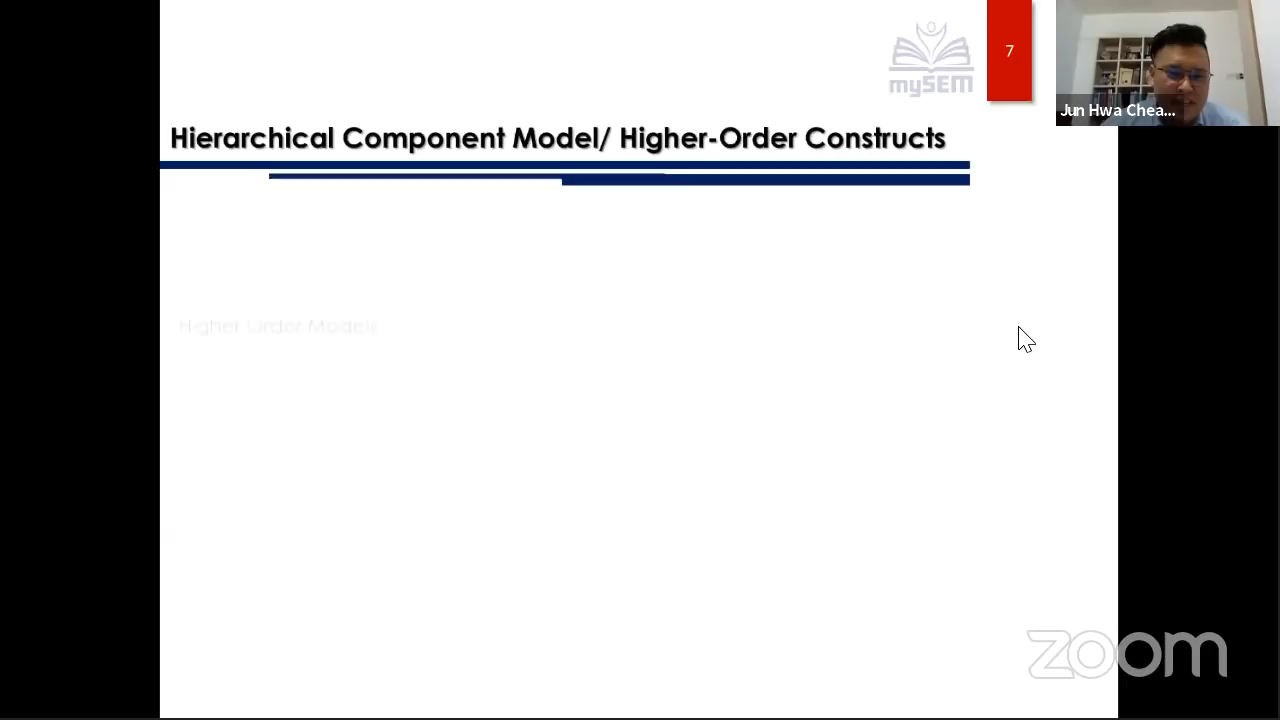 mySEM
7
Jun Hwa Chea...
Hierarchical Component Model/ Higher-Order Constructs
Higher Order Models
zoom